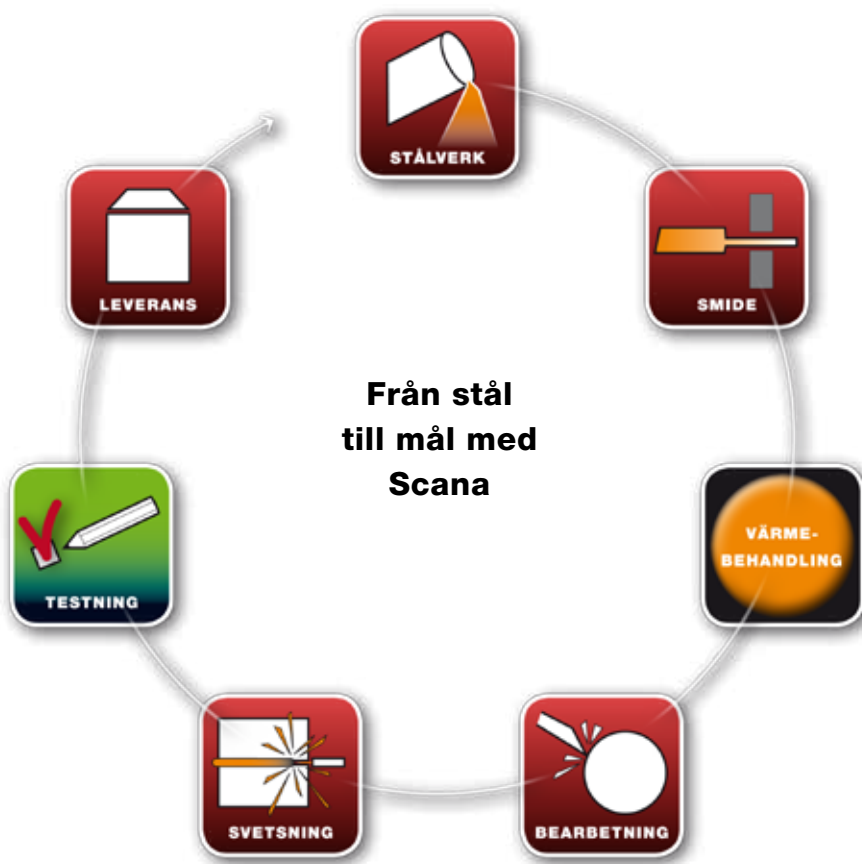 STÅLVERK
SMIDE
VÄRME-
BEHANDLING
BEARBETNING
SVETSNING
TESTNING
LEVERANS
Från stål
till mål med
Scana